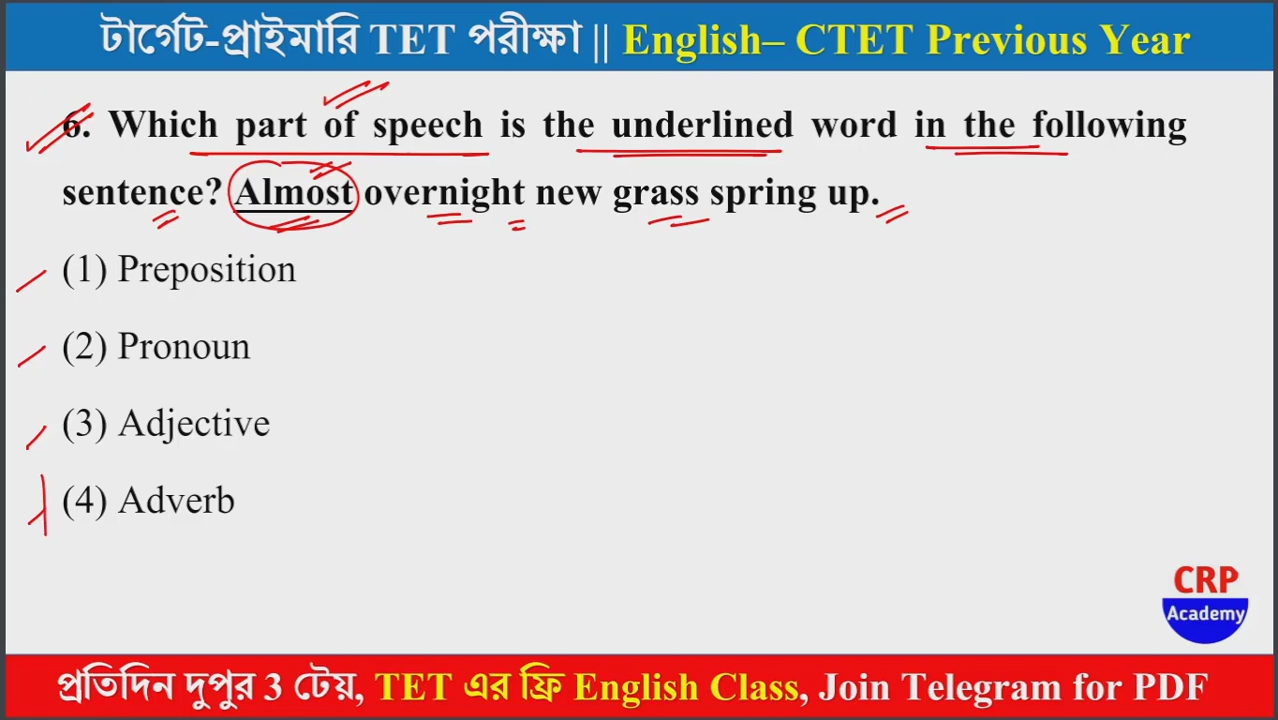 টার্গেট-প্রাইমারি TET পরীক্ষা || English– CTET Previous Year
6. Which part of speech is the underlined word in the following
sentence? Almost overnight new grass spring up.
(1) Preposition
(2) Pronoun
(3) Adjective
(4) Adverb
CRP
Academy
প্রতিদিন দুপুর 3 টেয়, TET এর ফ্রি English Class, Join Telegram for PDF